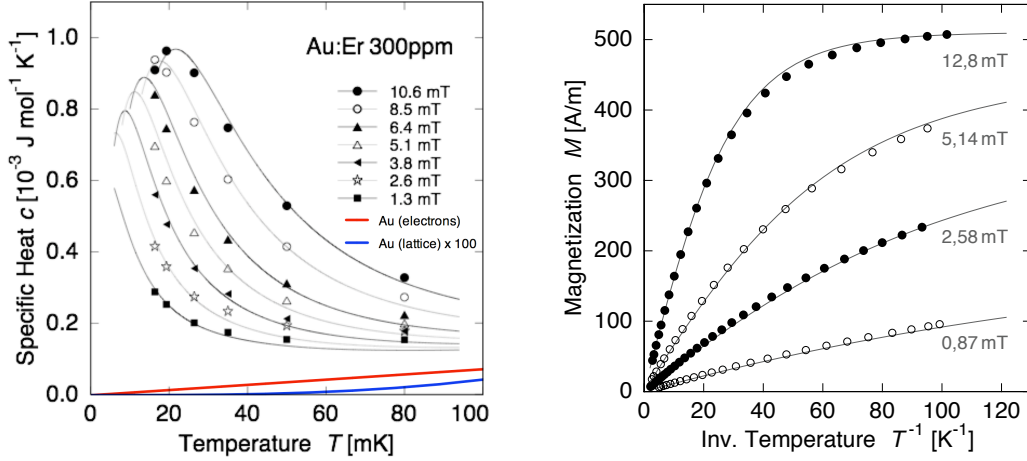 Au:Er 300ppm
10.6 mT
8.5 mT
6.4 mT
5.1 mT
3.8 mT
2.6 mT
1.3 mT
Au (electrons)
Au (lattice) x 100
Specific Heat c [10⁻³ J mol⁻¹ K⁻¹]
1.0
0.8
0.6
0.4
0.2
0.0
0 20 40 60 80 100
Temperature T [mK]
Magnetization M [A/m]
500
400
300
200
100
0
12,8 mT
5,14 mT
2,58 mT
0,87 mT
0 20 40 60 80 100 120
Inv. Temperature T⁻¹ [K⁻¹]